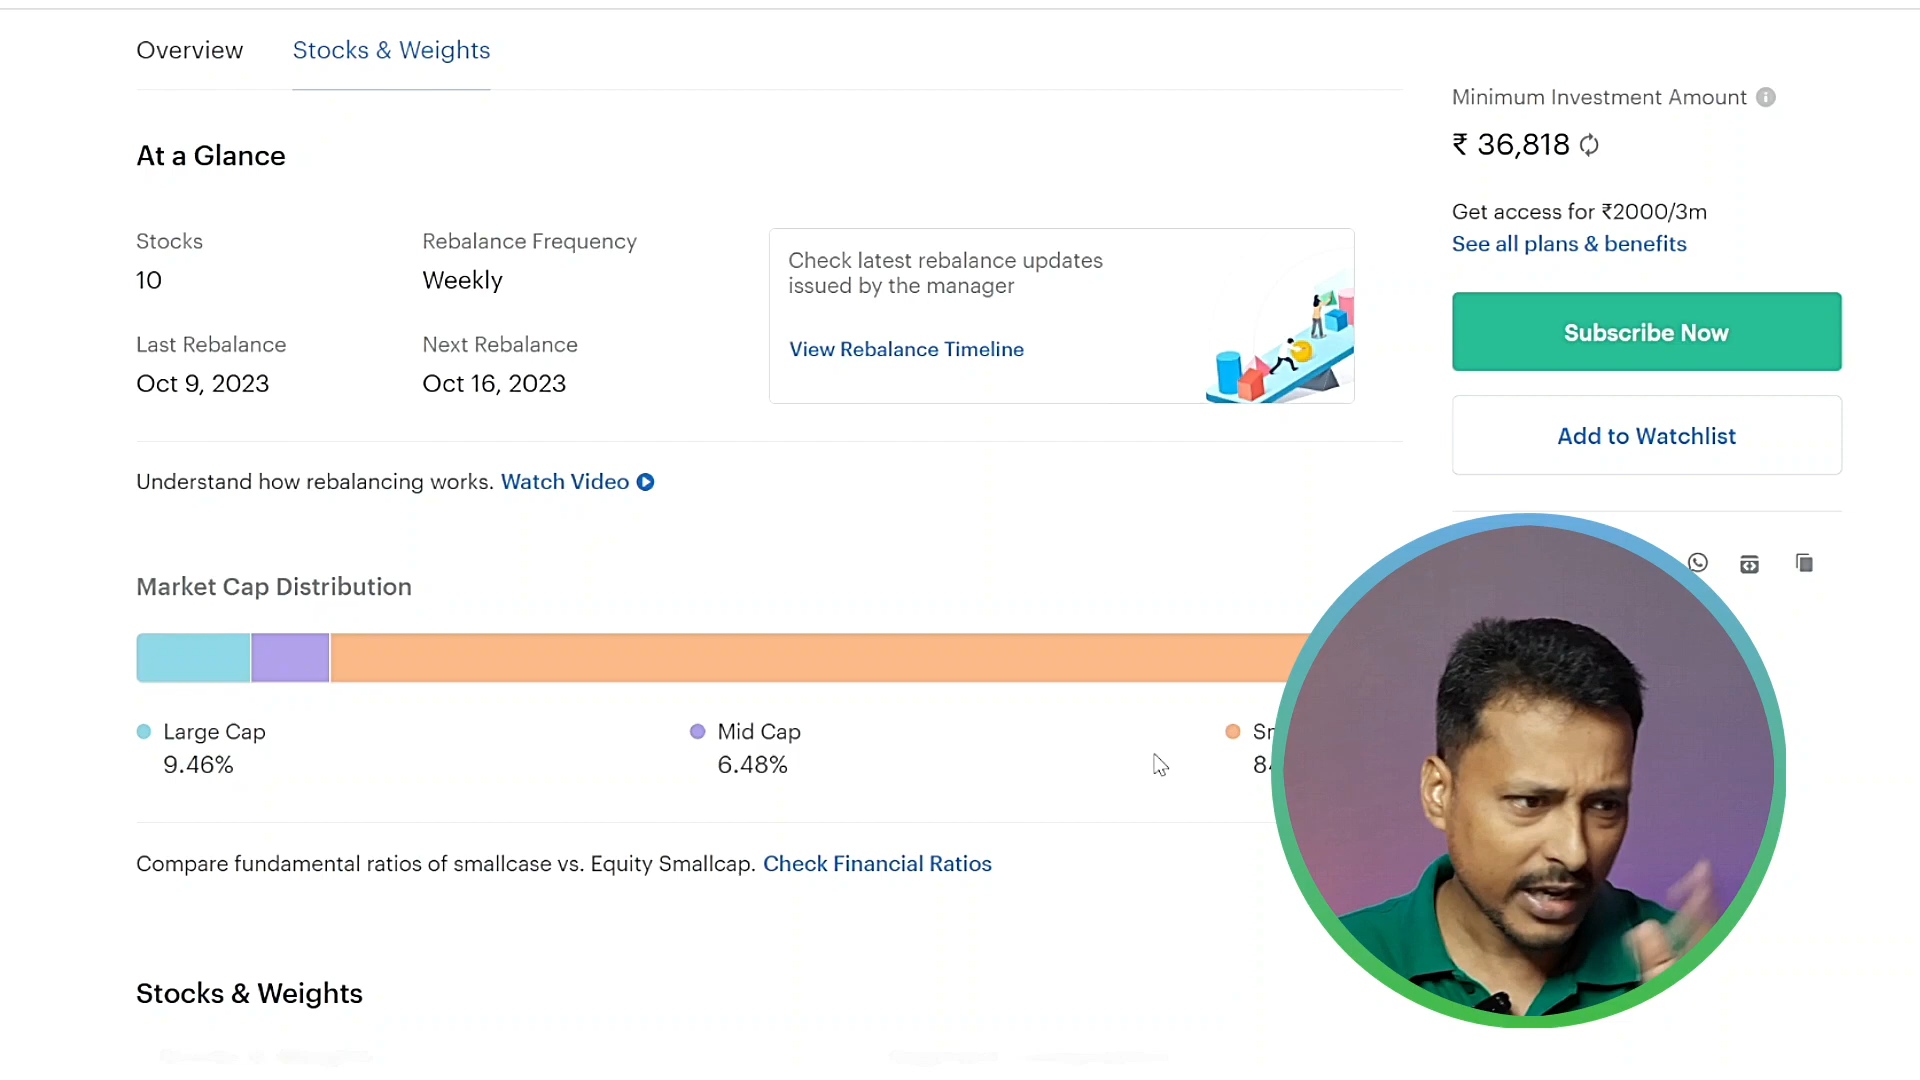 Overview
Stocks & Weights
Minimum Investment Amount
₹ 36,818
At a Glance
Get access for ₹2000/3m
See all plans & benefits
Stocks
10
Rebalance Frequency
Weekly
Check latest rebalance updates
issued by the manager
View Rebalance Timeline
Subscribe Now
Last Rebalance
Oct 9, 2023
Next Rebalance
Oct 16, 2023
Add to Watchlist
Understand how rebalancing works. Watch Video
Market Cap Distribution
Large Cap
9.46%
Mid Cap
6.48%
Compare fundamental ratios of smallcase vs. Equity Smallcap. Check Financial Ratios
Stocks & Weights